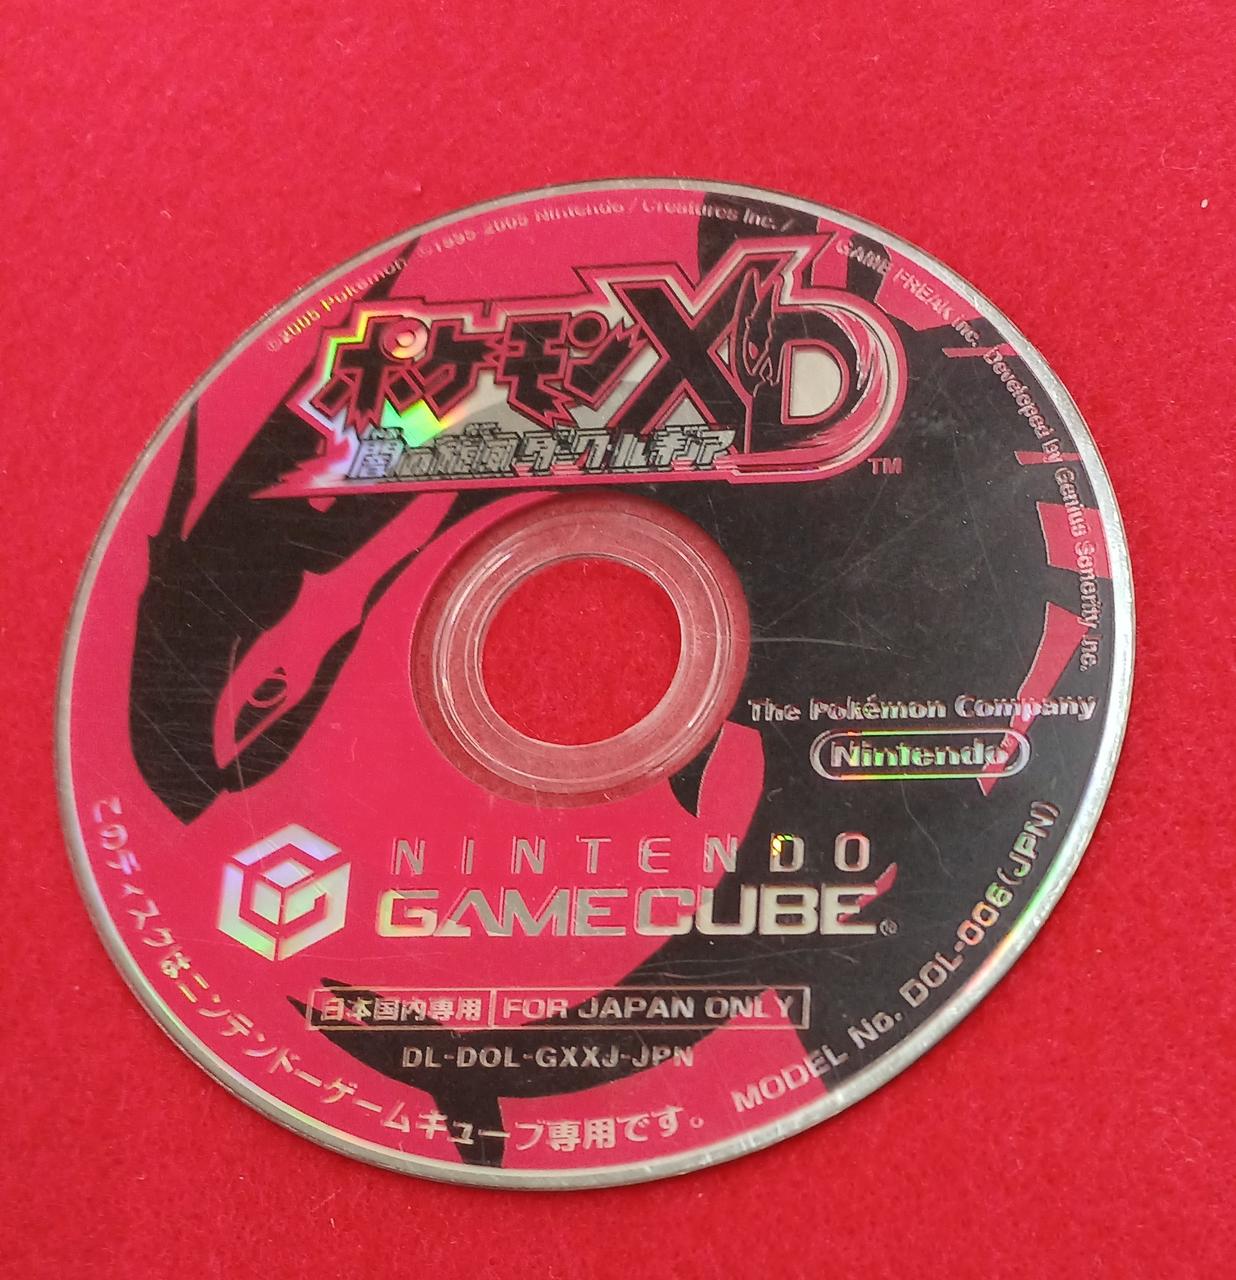 ©2005 Pokémon ©1995-2005 Nintendo / Creatures Inc. / GAME FREAK inc. Developed by Genius Sonority Inc.
ポケモンXD
闇の旋風ダーク・ルギア
TM
The Pokémon Company
Nintendo
NINTENDO
GAMECUBE®
日本国内専用 FOR JAPAN ONLY
DL-DOL-GXXJ-JPN
このディスクはニンテンドーゲームキューブ専用です。 MODEL No. DOL-006(JPN)